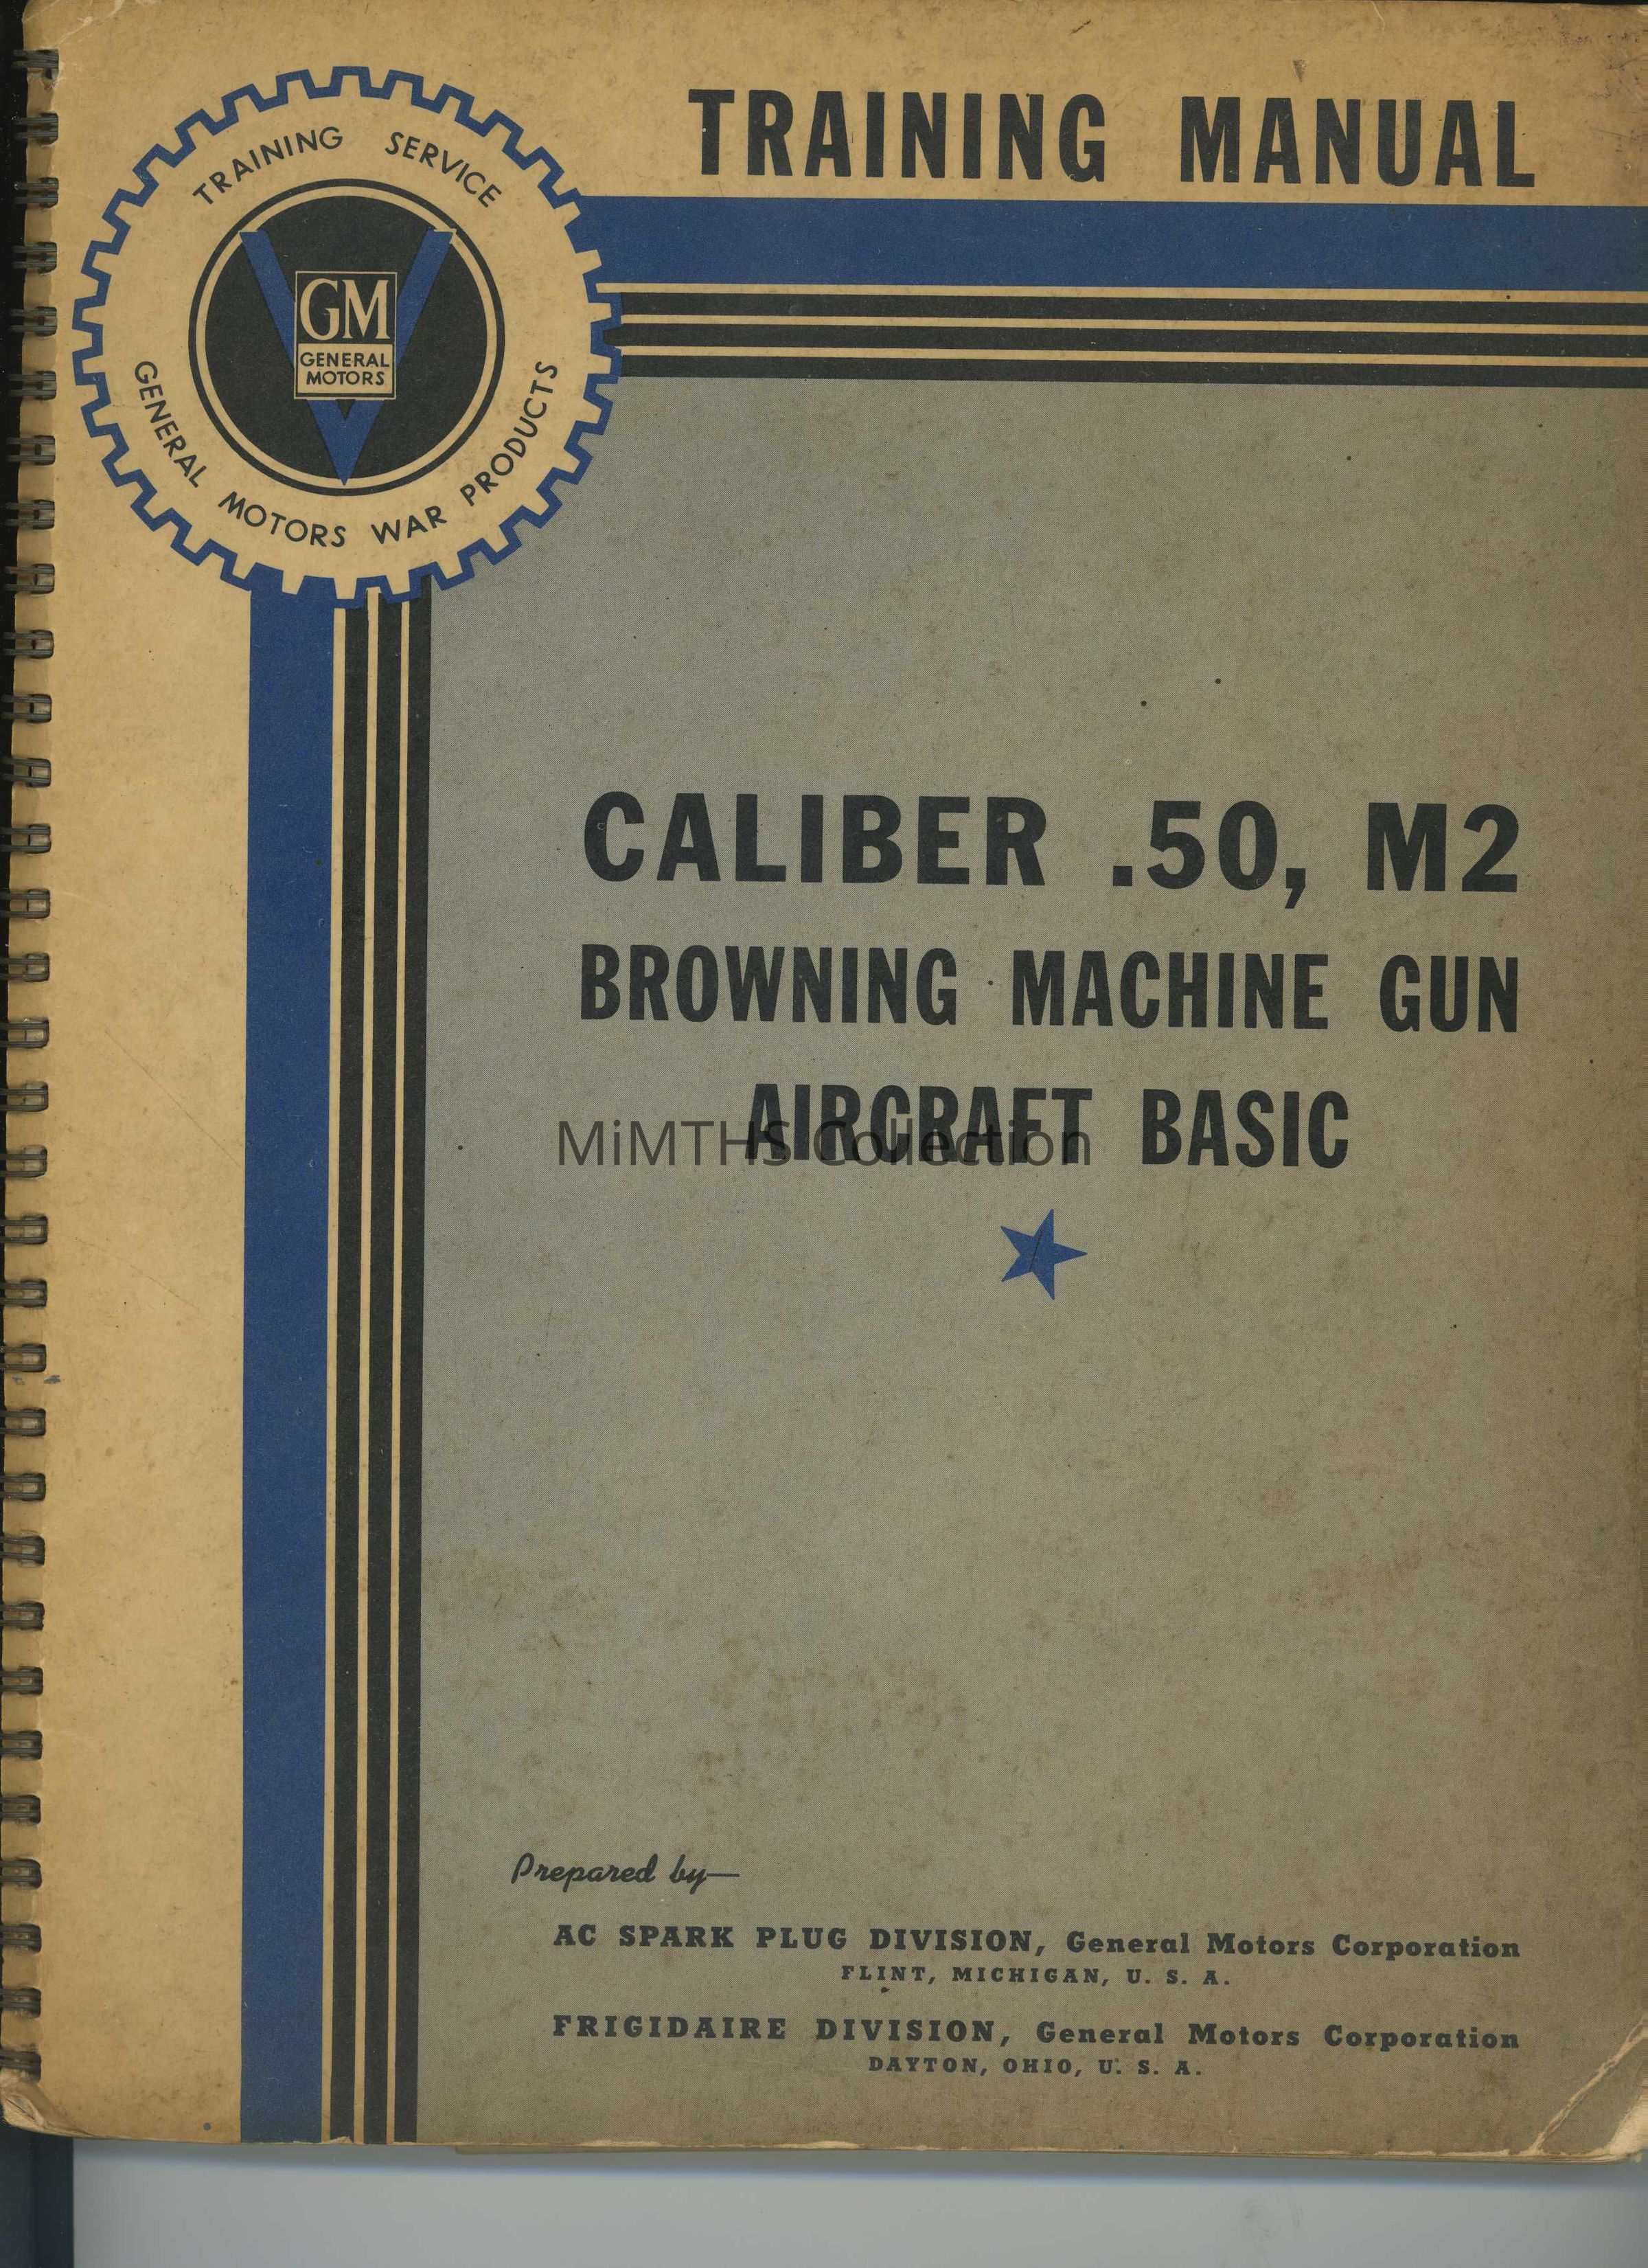 TRAINING MANUAL
TRAINING SERVICE
GM
GENERAL
MOTORS
GENERAL MOTORS WAR PRODUCTS
CALIBER .50, M2
BROWNING MACHINE GUN
AIRCRAFT BASIC
MiMTHS Collection
Prepared by—
AC SPARK PLUG DIVISION, General Motors Corporation
FLINT, MICHIGAN, U. S. A.
FRIGIDAIRE DIVISION, General Motors Corporation
DAYTON, OHIO, U. S. A.